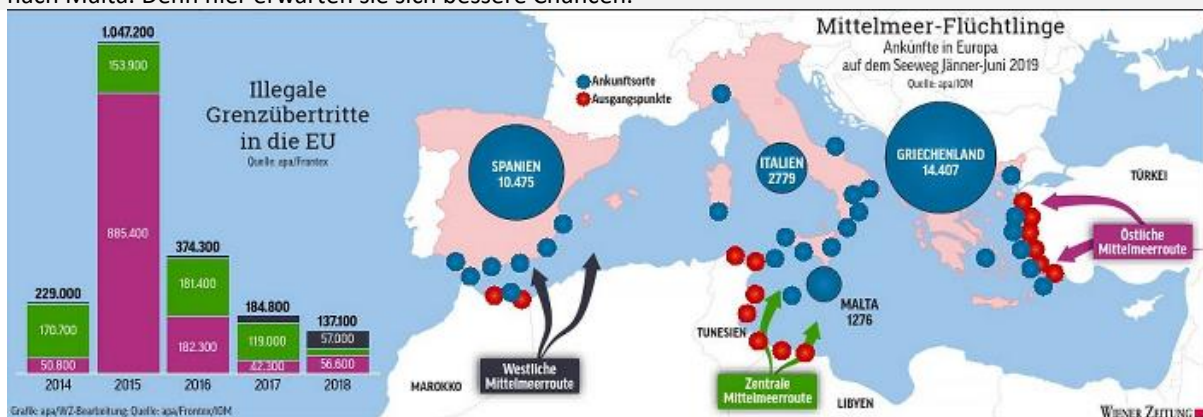 nach Malta. Denn hier erwarten sie sich bessere Chancen.
1.047.200
153.900
885.400
Illegale
Grenzübertritte
in die EU
Quelle: apa/Frontex
229.000
170.700
50.800
2014
2015
374.300
181.400
182.300
2016
184.800
119.000
42.300
2017
137.100
57.000
56.600
2018
Grafik: apa/WZ-Bearbeitung; Quelle: apa/Frontex/IOM
Mittelmeer-Flüchtlinge
Ankünfte in Europa
auf dem Seeweg Jänner-Juni 2019
Quelle: apa/IOM
Ankunftsorte
Ausgangspunkte
SPANIEN
10.475
ITALIEN
2779
GRIECHENLAND
14.407
TÜRKEI
Östliche
Mittelmeerroute
MALTA
1276
TUNESIEN
Westliche
Mittelmeerroute
MAROKKO
Zentrale
Mittelmeerroute
LIBYEN
WIENER ZEITUNG